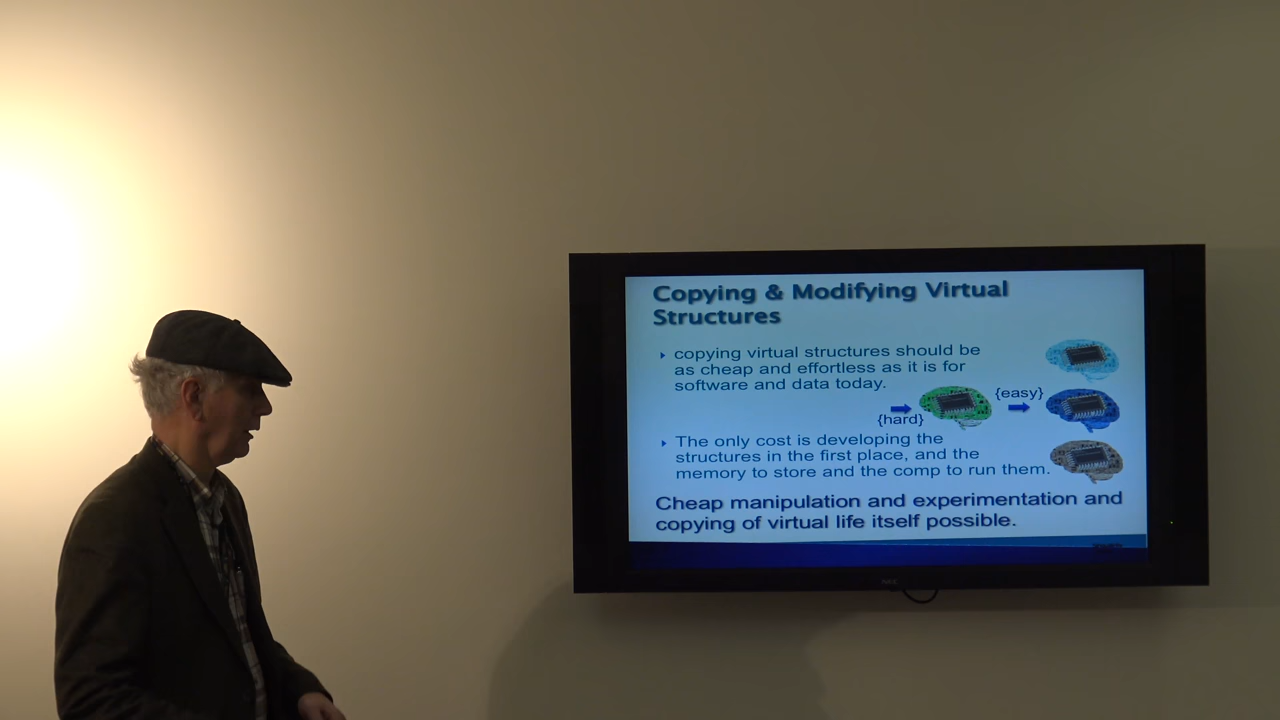 Copying & Modifying Virtual
Structures
copying virtual structures should be
as cheap and effortless as it is for
software and data today.
{easy}
{hard}
The only cost is developing the
structures in the first place, and the
memory to store and the comp to run them.
Cheap manipulation and experimentation and
copying of virtual life itself possible.